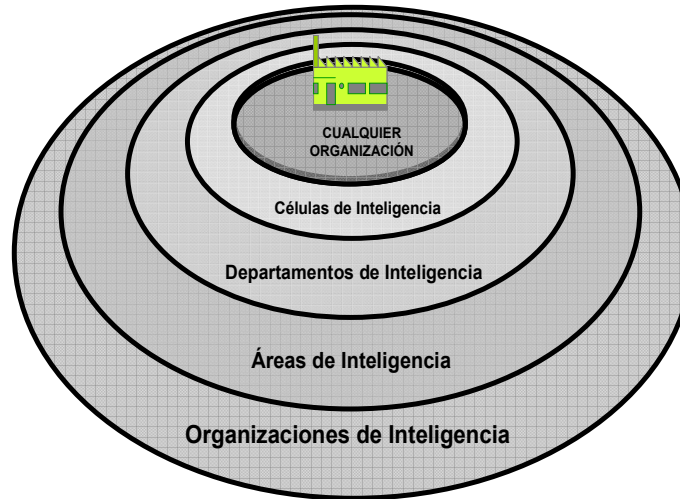 CUALQUIER
ORGANIZACIÓN
Células de Inteligencia
Departamentos de Inteligencia
Áreas de Inteligencia
Organizaciones de Inteligencia